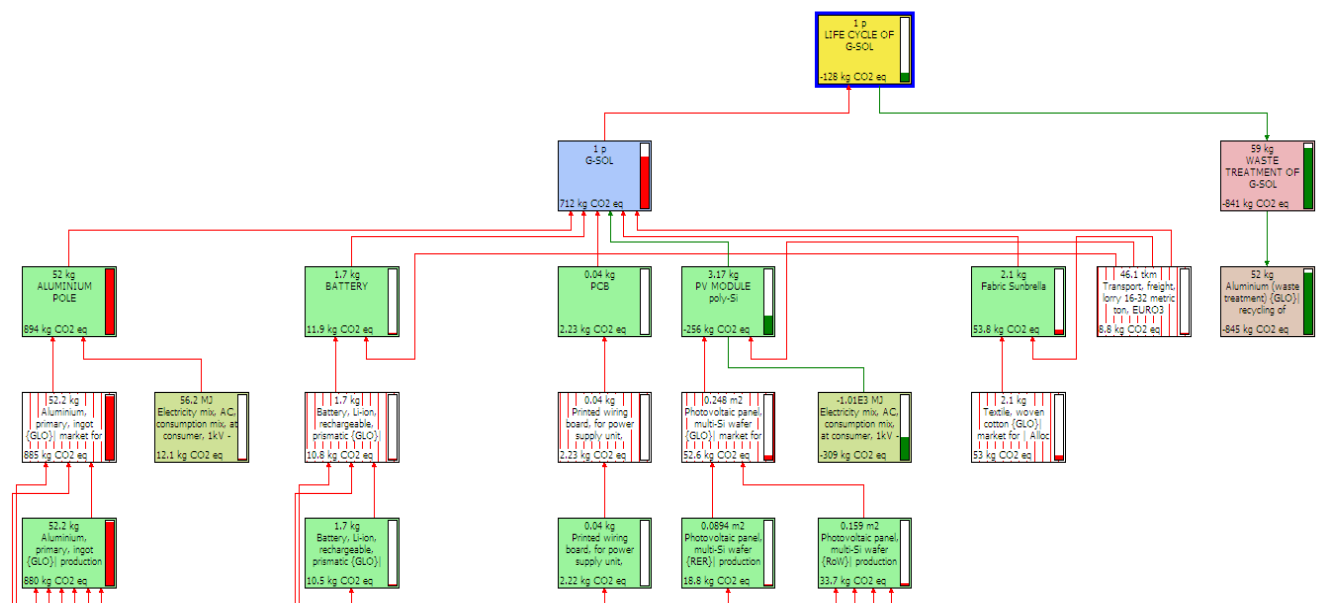 1 p
LIFE CYCLE OF
G-SOL
-128 kg CO2 eq
1 p
G-SOL
712 kg CO2 eq
59 kg
WASTE
TREATMENT OF
G-SOL
-841 kg CO2 eq
52 kg
ALUMINIUM
POLE
894 kg CO2 eq
1.7 kg
BATTERY
11.9 kg CO2 eq
0.04 kg
PCB
2.23 kg CO2 eq
3.17 kg
PV MODULE
poly-Si
-256 kg CO2 eq
2.1 kg
Fabric Sunbrella
53.8 kg CO2 eq
46.1 tkm
Transport, freight,
lorry 16-32 metric
ton, EURO3
8.8 kg CO2 eq
52 kg
Aluminium (waste
treatment) {GLO}|
recycling of
-845 kg CO2 eq
52.2 kg
Aluminium,
primary, ingot
{GLO}| market for
885 kg CO2 eq
56.2 MJ
Electricity mix, AC,
consumption mix, at
consumer, 1kV -
12.1 kg CO2 eq
1.7 kg
Battery, Li-ion,
rechargeable,
prismatic {GLO}|
10.8 kg CO2 eq
0.04 kg
Printed wiring
board, for power
supply unit,
2.23 kg CO2 eq
0.248 m2
Photovoltaic panel,
multi-Si wafer
{GLO}| market for
52.6 kg CO2 eq
-1.01E3 MJ
Electricity mix, AC,
consumption mix, at
consumer, 1kV -
-309 kg CO2 eq
2.1 kg
Textile, woven
cotton {GLO}|
market for | Alloc
53 kg CO2 eq
52.2 kg
Aluminium,
primary, ingot
{GLO}| production
880 kg CO2 eq
1.7 kg
Battery, Li-ion,
rechargeable,
prismatic {GLO}|
10.5 kg CO2 eq
0.04 kg
Printed wiring
board, for power
supply unit,
2.22 kg CO2 eq
0.0894 m2
Photovoltaic panel,
multi-Si wafer
{RER}| production
18.8 kg CO2 eq
0.159 m2
Photovoltaic panel,
multi-Si wafer
{RoW}| production
33.7 kg CO2 eq